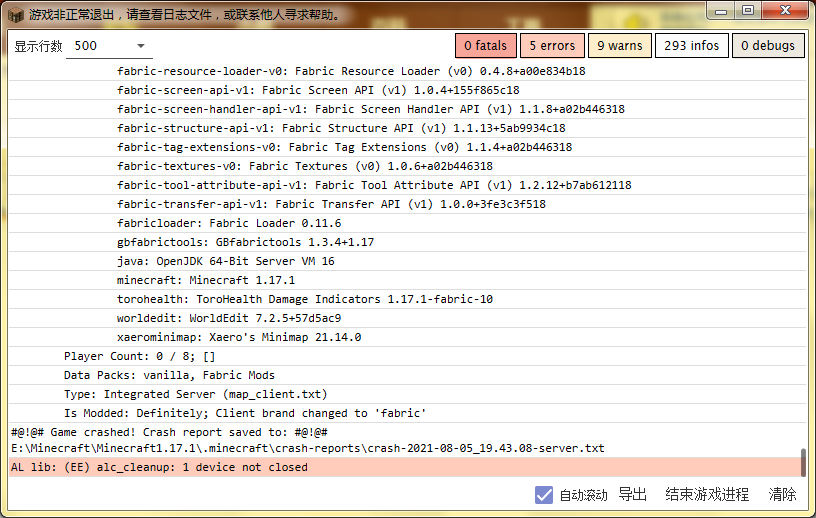 游戏非正常退出，请查看日志文件，或联系他人寻求帮助。
显示行数 500 0 fatals 5 errors 9 warns 293 infos 0 debugs
fabric-resource-loader-v0: Fabric Resource Loader (v0) 0.4.8+a00e834b18
fabric-screen-api-v1: Fabric Screen API (v1) 1.0.4+155f865c18
fabric-screen-handler-api-v1: Fabric Screen Handler API (v1) 1.1.8+a02b446318
fabric-structure-api-v1: Fabric Structure API (v1) 1.1.13+5ab9934c18
fabric-tag-extensions-v0: Fabric Tag Extensions (v0) 1.1.4+a02b446318
fabric-textures-v0: Fabric Textures (v0) 1.0.6+a02b446318
fabric-tool-attribute-api-v1: Fabric Tool Attribute API (v1) 1.2.12+b7ab612118
fabric-transfer-api-v1: Fabric Transfer API (v1) 1.0.0+3fe3c3f518
fabricloader: Fabric Loader 0.11.6
gbfabrictools: GBfabrictools 1.3.4+1.17
java: OpenJDK 64-Bit Server VM 16
minecraft: Minecraft 1.17.1
torohealth: ToroHealth Damage Indicators 1.17.1-fabric-10
worldedit: WorldEdit 7.2.5+57d5ac9
xaerominimap: Xaero's Minimap 21.14.0
Player Count: 0 / 8; []
Data Packs: vanilla, Fabric Mods
Type: Integrated Server (map_client.txt)
Is Modded: Definitely; Client brand changed to 'fabric'
#@!@# Game crashed! Crash report saved to: #@!@#
E:\Minecraft\Minecraft1.17.1\.minecraft\crash-reports\crash-2021-08-05_19.43.08-server.txt
AL lib: (EE) alc_cleanup: 1 device not closed
自动滚动 导出 结束游戏进程 清除